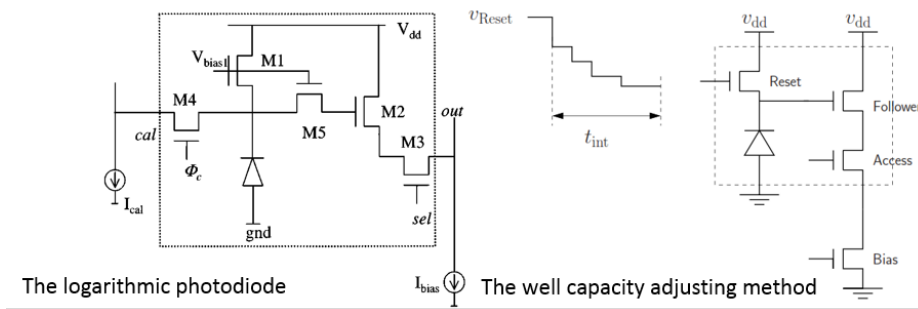 V_dd
V_bias1
M1
M4
M2
out
cal
M5
M3
Φ_c
I_cal
gnd
sel
I_bias
The logarithmic photodiode
v_Reset
t_int
v_dd
v_dd
Reset
Follower
Access
Bias
The well capacity adjusting method